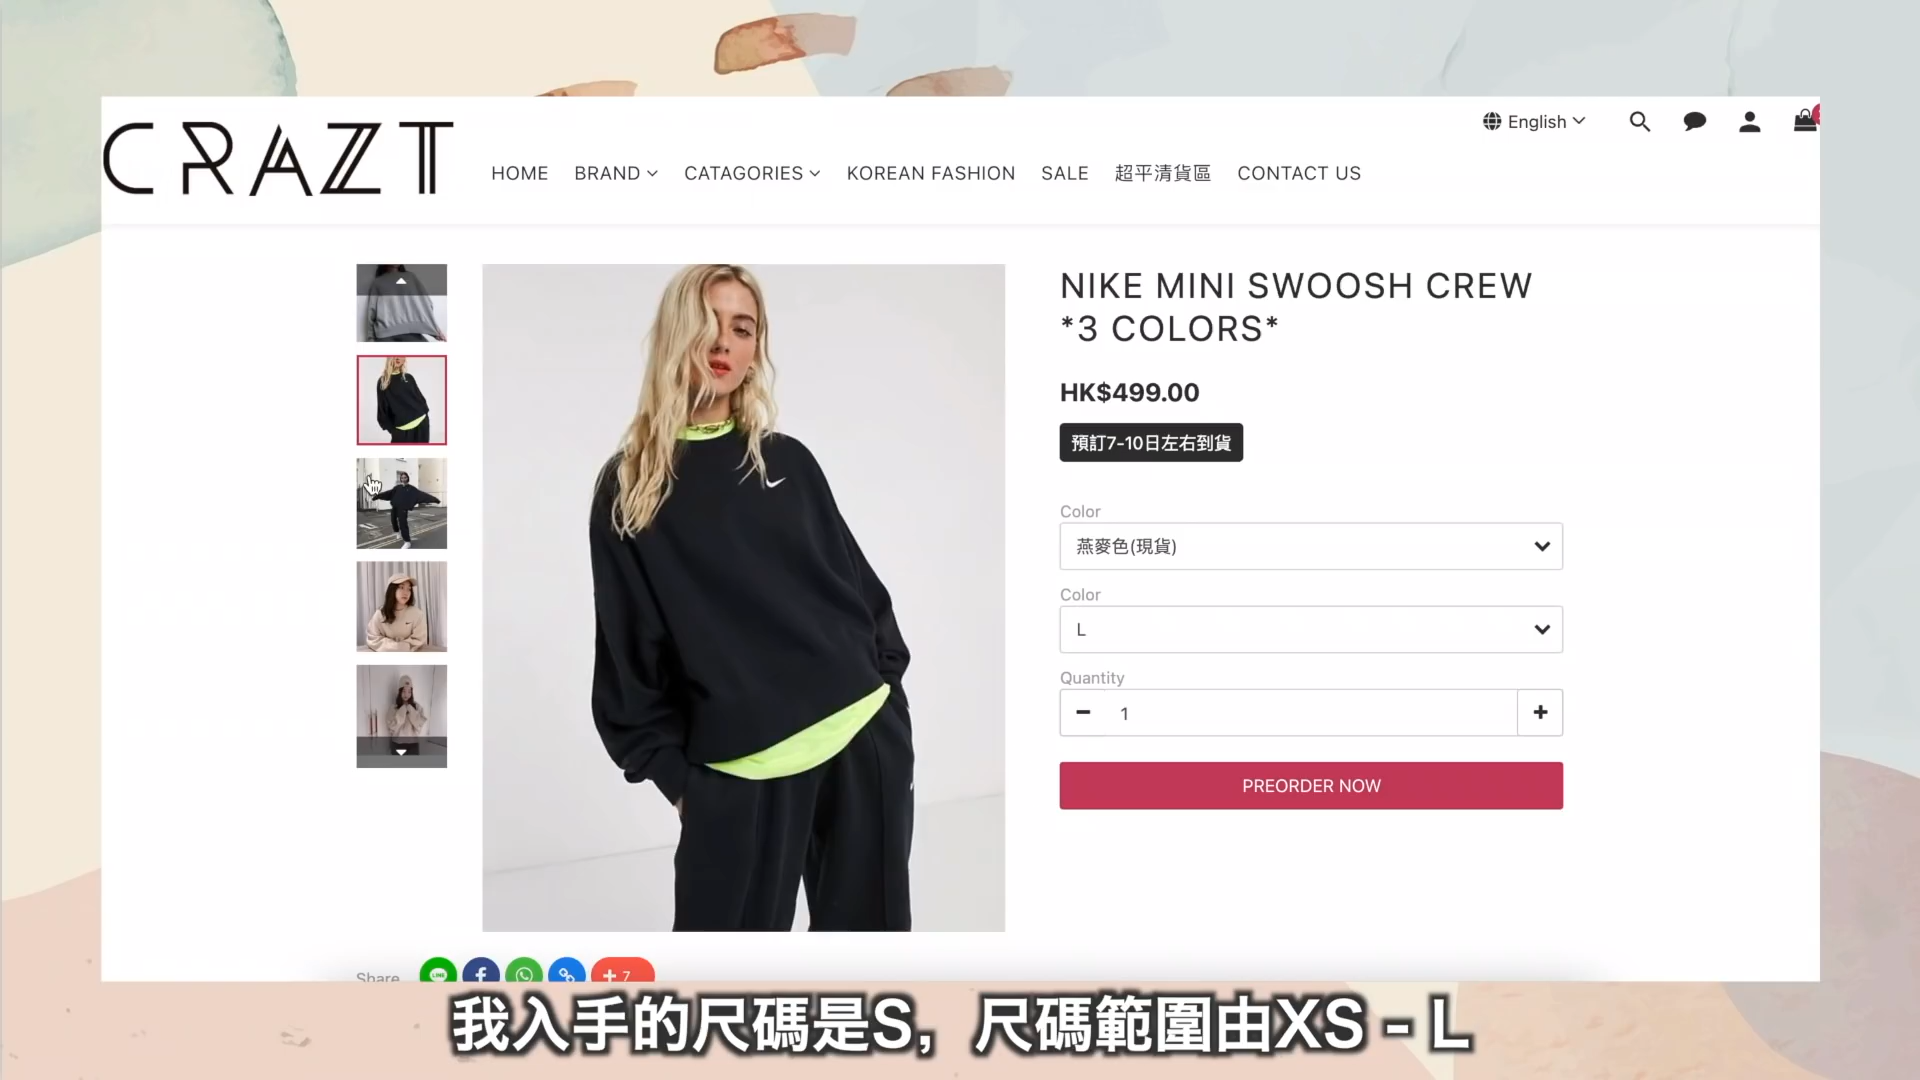 CRAZT
English
HOME BRAND CATAGORIES KOREAN FASHION SALE 超平清貨區 CONTACT US
NIKE MINI SWOOSH CREW
*3 COLORS*
HK$499.00
預訂7-10日左右到貨
Color
燕麥色(現貨)
Color
L
Quantity
1
PREORDER NOW
Share
LINE
7
我入手的尺碼是S，尺碼範圍由XS - L